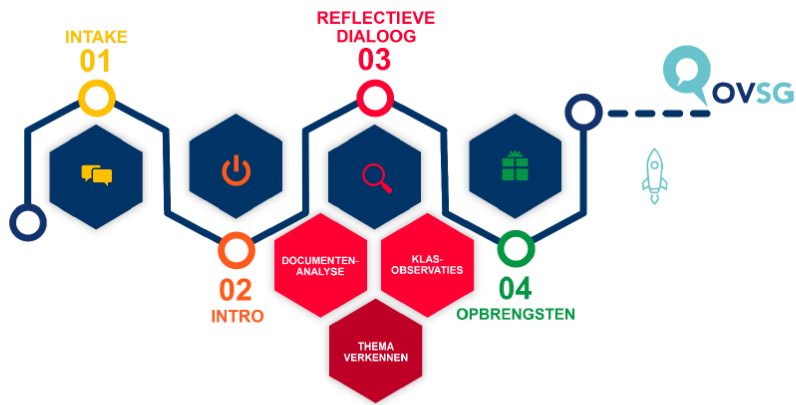 INTAKE
01
02
INTRO
REFLECTIEVE
DIALOOG
03
DOCUMENTEN-
ANALYSE
KLAS-
OBSERVATIES
THEMA
VERKENNEN
04
OPBRENGSTEN
OVSG